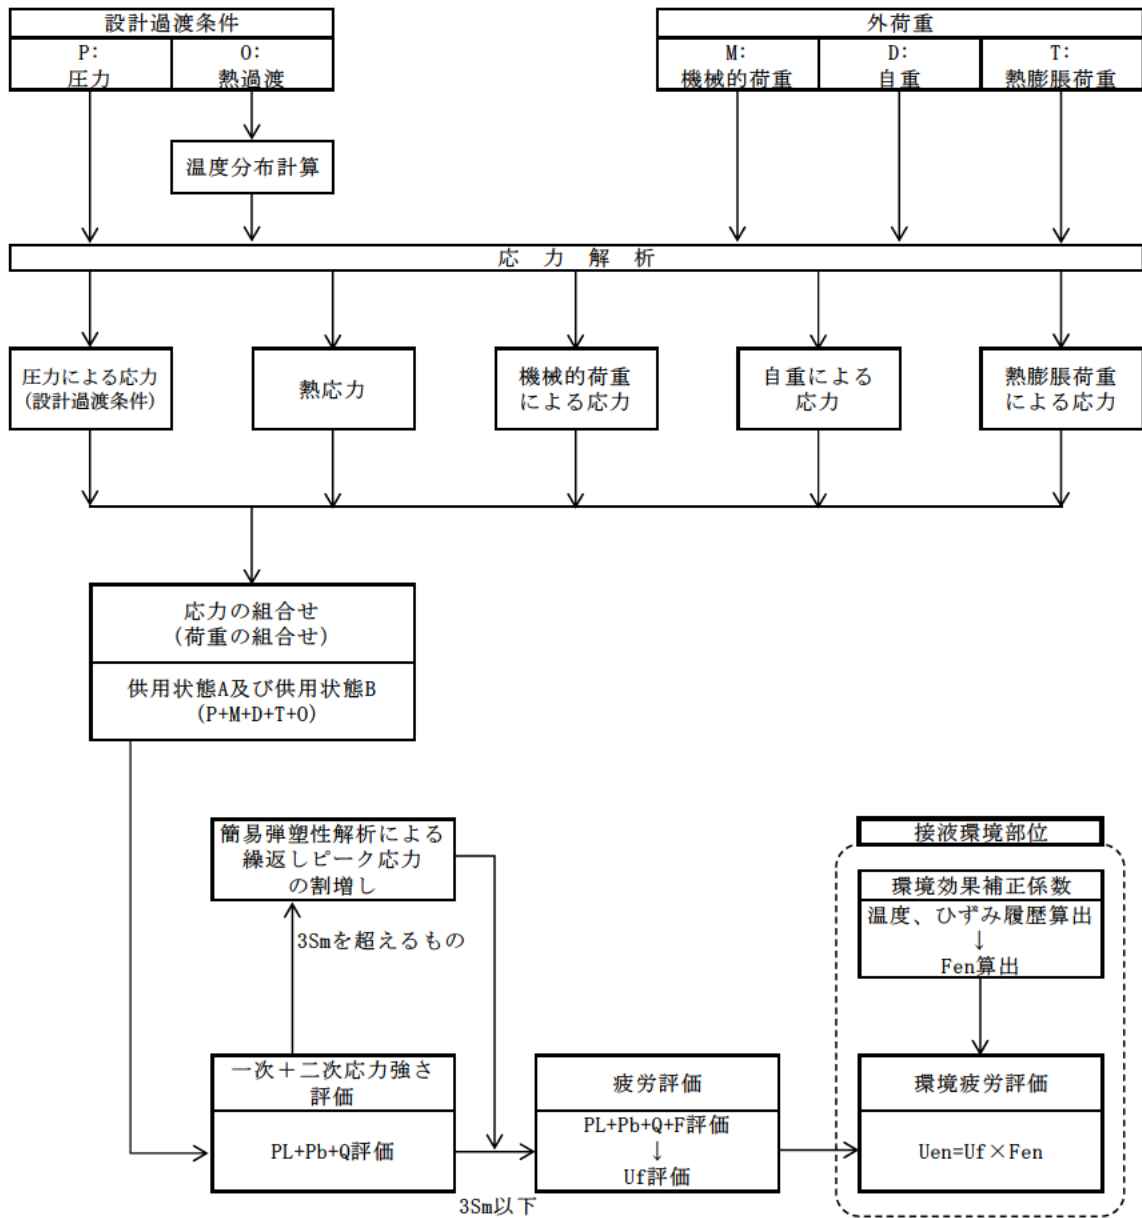 設計過渡条件
外荷重
P:
圧力
O:
熱過渡
M:
機械的荷重
D:
自重
T:
熱膨脹荷重
温度分布計算
応 力 解 析
圧力による応力
(設計過渡条件)
熱応力
機械的荷重
による応力
自重による
応力
熱膨脹荷重
による応力
応力の組合せ
(荷重の組合せ)
供用状態A及び供用状態B
(P+M+D+T+O)
簡易弾塑性解析による
繰返しピーク応力
の割増し
3Smを超えるもの
接液環境部位
環境効果補正係数
温度、ひずみ履歴算出
↓
Fen算出
一次＋二次応力強さ
評価
PL+Pb+Q評価
3Sm以下
疲労評価
PL+Pb+Q+F評価
↓
Uf評価
環境疲労評価
Uen=Uf×Fen